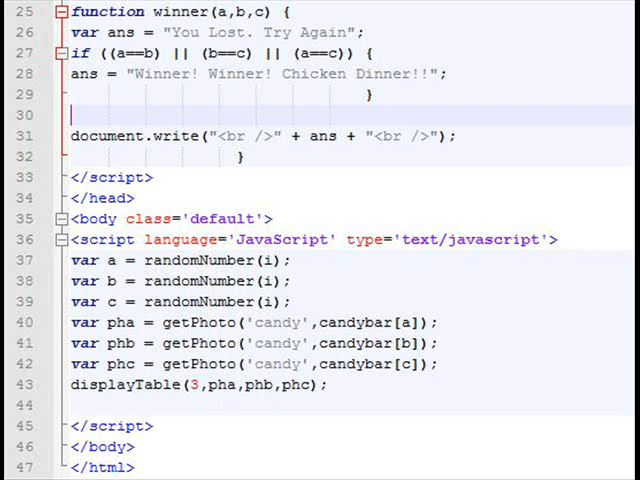 25 function winner(a,b,c) {
26 var ans = "You Lost. Try Again";
27 if ((a==b) || (b==c) || (a==c)) {
28 ans = "Winner! Winner! Chicken Dinner!!";
29 }
30
31 document.write("<br />" + ans + "<br />");
32 }
33 </script>
34 </head>
35 <body class='default'>
36 <script language='JavaScript' type='text/javascript'>
37 var a = randomNumber(i);
38 var b = randomNumber(i);
39 var c = randomNumber(i);
40 var pha = getPhoto('candy',candybar[a]);
41 var phb = getPhoto('candy',candybar[b]);
42 var phc = getPhoto('candy',candybar[c]);
43 displayTable(3,pha,phb,phc);
44
45 </script>
46 </body>
47 </html>